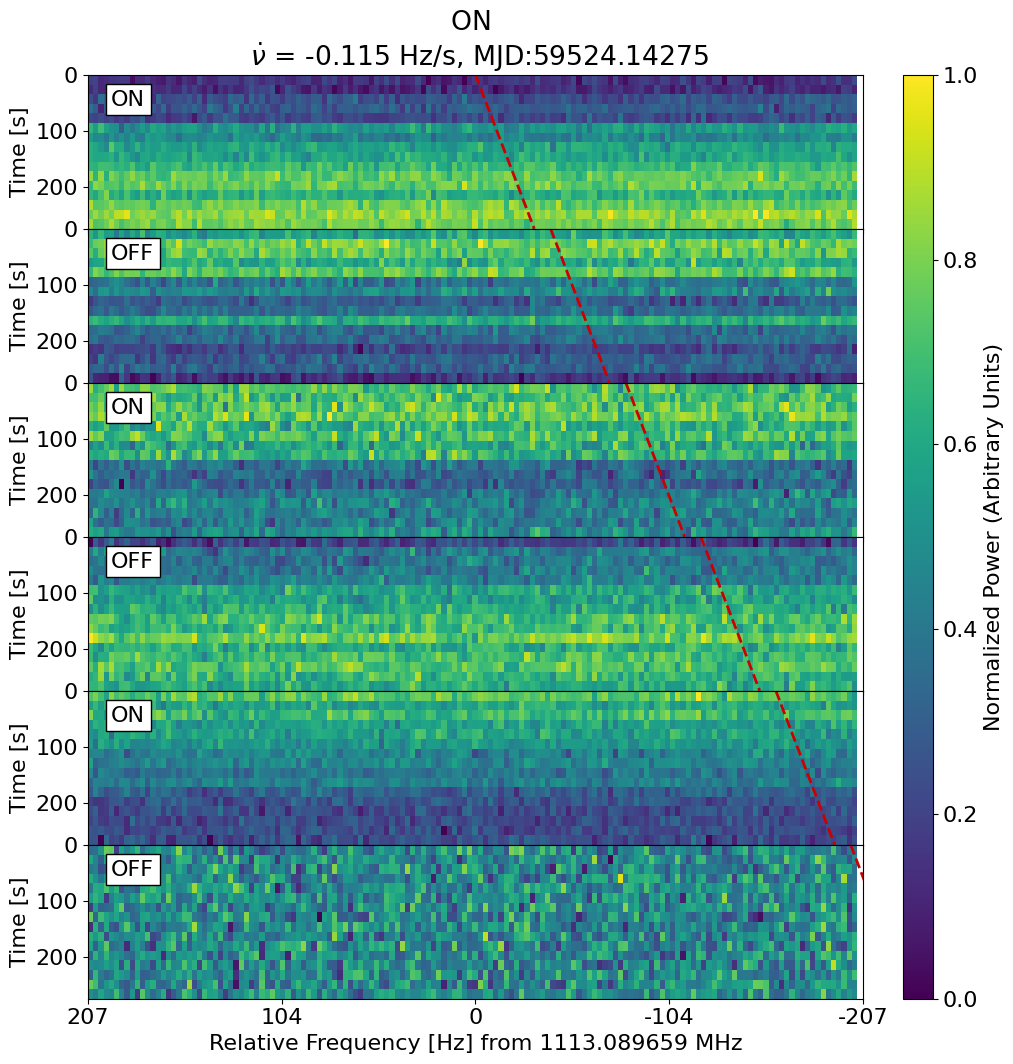 ON
ν̇ = -0.115 Hz/s, MJD:59524.14275
0
ON
100
Time [s]
200
0
OFF
100
Time [s]
200
0
ON
100
Time [s]
200
0
OFF
100
Time [s]
200
0
ON
100
Time [s]
200
0
OFF
100
Time [s]
200
207 104 0 -104 -207
Relative Frequency [Hz] from 1113.089659 MHz
1.0
0.8
0.6
0.4
0.2
0.0
Normalized Power (Arbitrary Units)